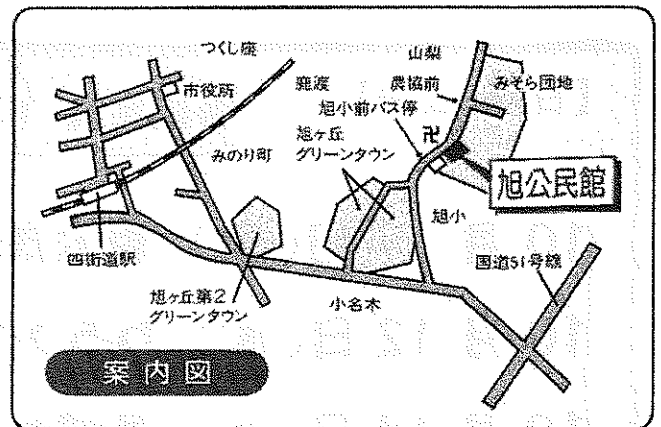 つくし座
山梨
市役所
鹿渡
農協前
みそら団地
旭小前バス停
卍
みのり町
旭ヶ丘
グリーンタウン
旭公民館
旭小
四街道駅
国道51号線
旭ヶ丘第2
グリーンタウン
小名木
案内図